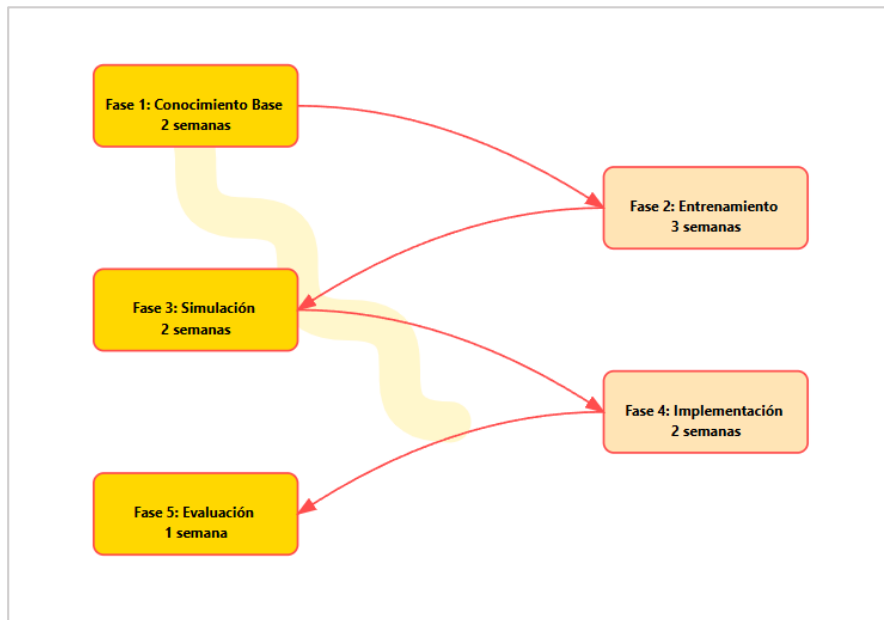 Fase 1: Conocimiento Base
2 semanas
Fase 2: Entrenamiento
3 semanas
Fase 3: Simulación
2 semanas
Fase 4: Implementación
2 semanas
Fase 5: Evaluación
1 semana